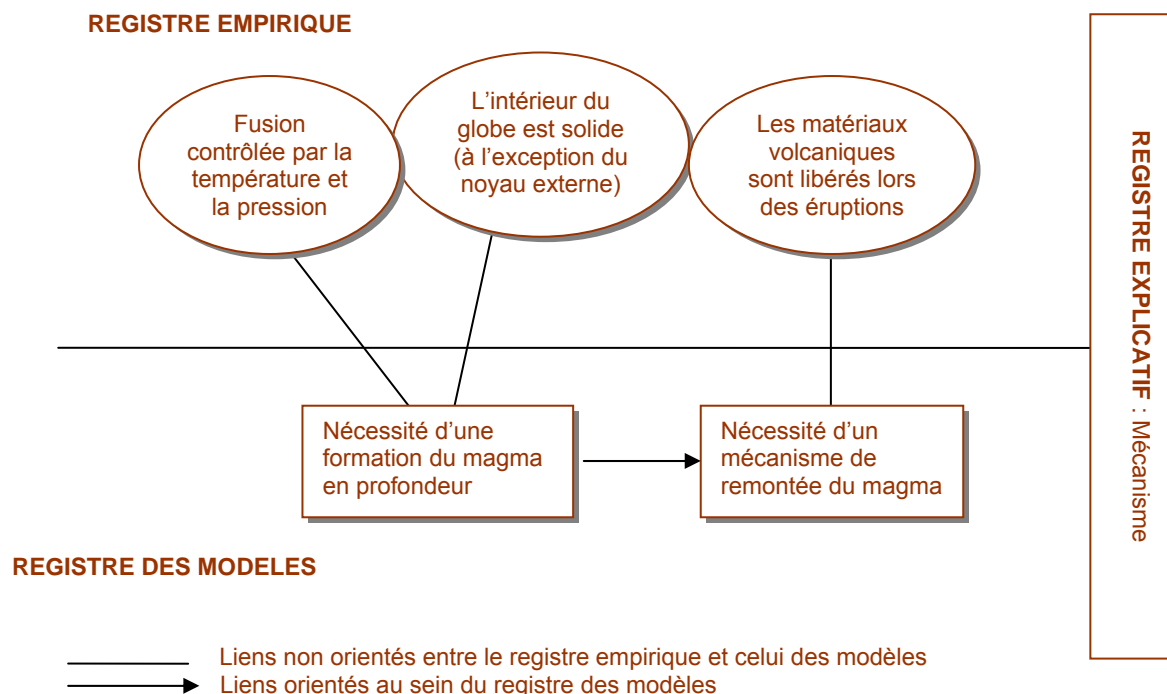 REGISTRE EMPIRIQUE
Fusion
contrôlée par la
température et
la pression
L'intérieur du
globe est solide
(à l'exception du
noyau externe)
Les matériaux
volcaniques
sont libérés lors
des éruptions
REGISTRE EXPLICATIF : Mécanisme
Nécessité d'une
formation du magma
en profondeur
Nécessité d'un
mécanisme de
remontée du magma
REGISTRE DES MODELES
Liens non orientés entre le registre empirique et celui des modèles
Liens orientés au sein du registre des modèles